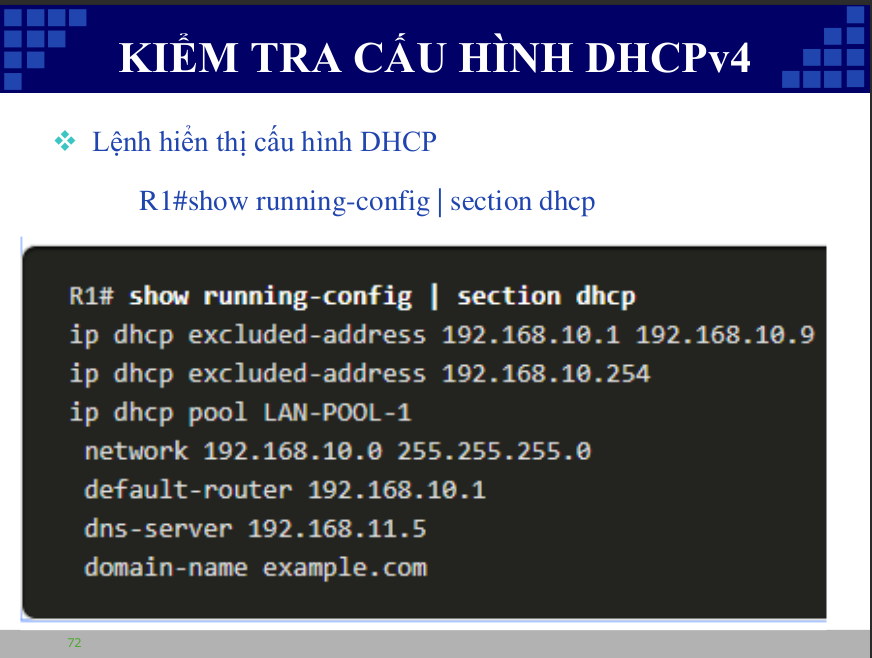 KIỂM TRA CẤU HÌNH DHCPv4
Lệnh hiển thị cấu hình DHCP
R1#show running-config | section dhcp
R1# show running-config | section dhcp
ip dhcp excluded-address 192.168.10.1 192.168.10.9
ip dhcp excluded-address 192.168.10.254
ip dhcp pool LAN-POOL-1
 network 192.168.10.0 255.255.255.0
 default-router 192.168.10.1
 dns-server 192.168.11.5
 domain-name example.com
72